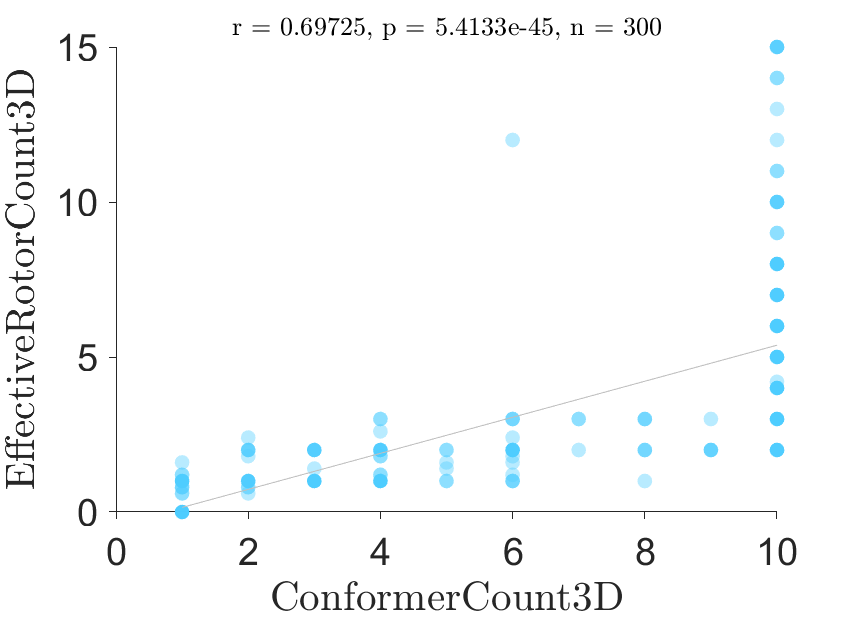 r = 0.69725, p = 5.4133e-45, n = 300
15
10
5
0
EffectiveRotorCount3D
0 2 4 6 8 10
ConformerCount3D